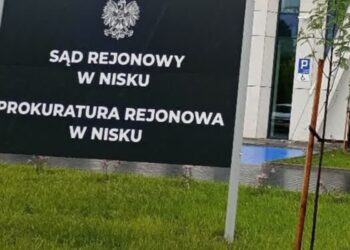 SĄD REJONOWY
W NISKU
PROKURATURA REJONOWA
W NISKU
P